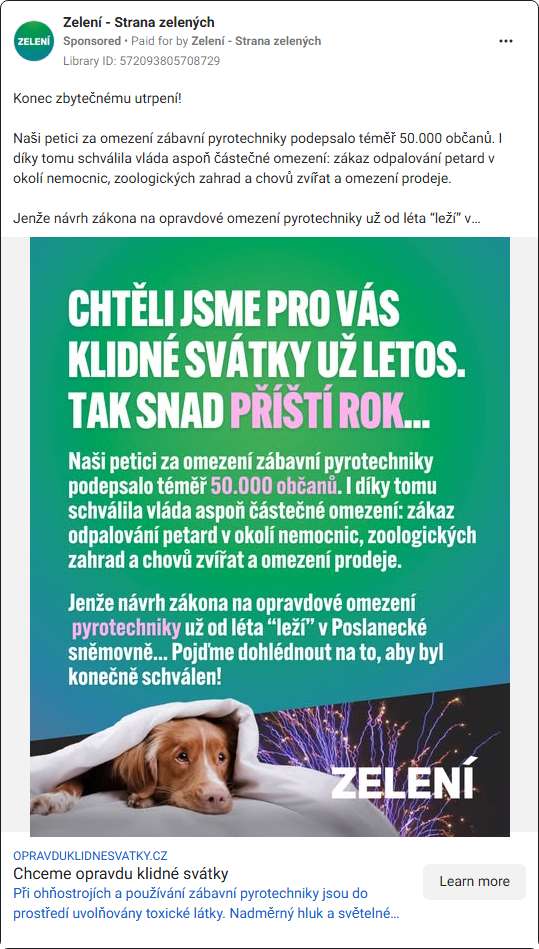 Zelení - Strana zelených
ZELENÍ
Sponsored • Paid for by Zelení - Strana zelených
Library ID: 572093805708729
Konec zbytečnému utrpení!
Naši petici za omezení zábavní pyrotechniky podepsalo téměř 50.000 občanů. I
díky tomu schválila vláda aspoň částečné omezení: zákaz odpalování petard v
okolí nemocnic, zoologických zahrad a chovů zvířat a omezení prodeje.
Jenže návrh zákona na opravdové omezení pyrotechniky už od léta “leží” v...
CHTĚLI JSME PRO VÁS
KLIDNÉ SVÁTKY UŽ LETOS.
TAK SNAD PŘÍŠTÍ ROK...
Naši petici za omezení zábavní pyrotechniky
podepsalo téměř 50.000 občanů. I díky tomu
schválila vláda aspoň částečné omezení: zákaz
odpalování petard v okolí nemocnic, zoologických
zahrad a chovů zvířat a omezení prodeje.
Jenže návrh zákona na opravdové omezení
pyrotechniky už od léta “leží” v Poslanecké
sněmovně... Pojďme dohlédnout na to, aby byl
konečně schválen!
ZELENÍ
OPRAVDUKLIDNESVATKY.CZ
Chceme opravdu klidné svátky
Při ohňostrojích a používání zábavní pyrotechniky jsou do
prostředí uvolňovány toxické látky. Nadměrný hluk a světelné...
Learn more